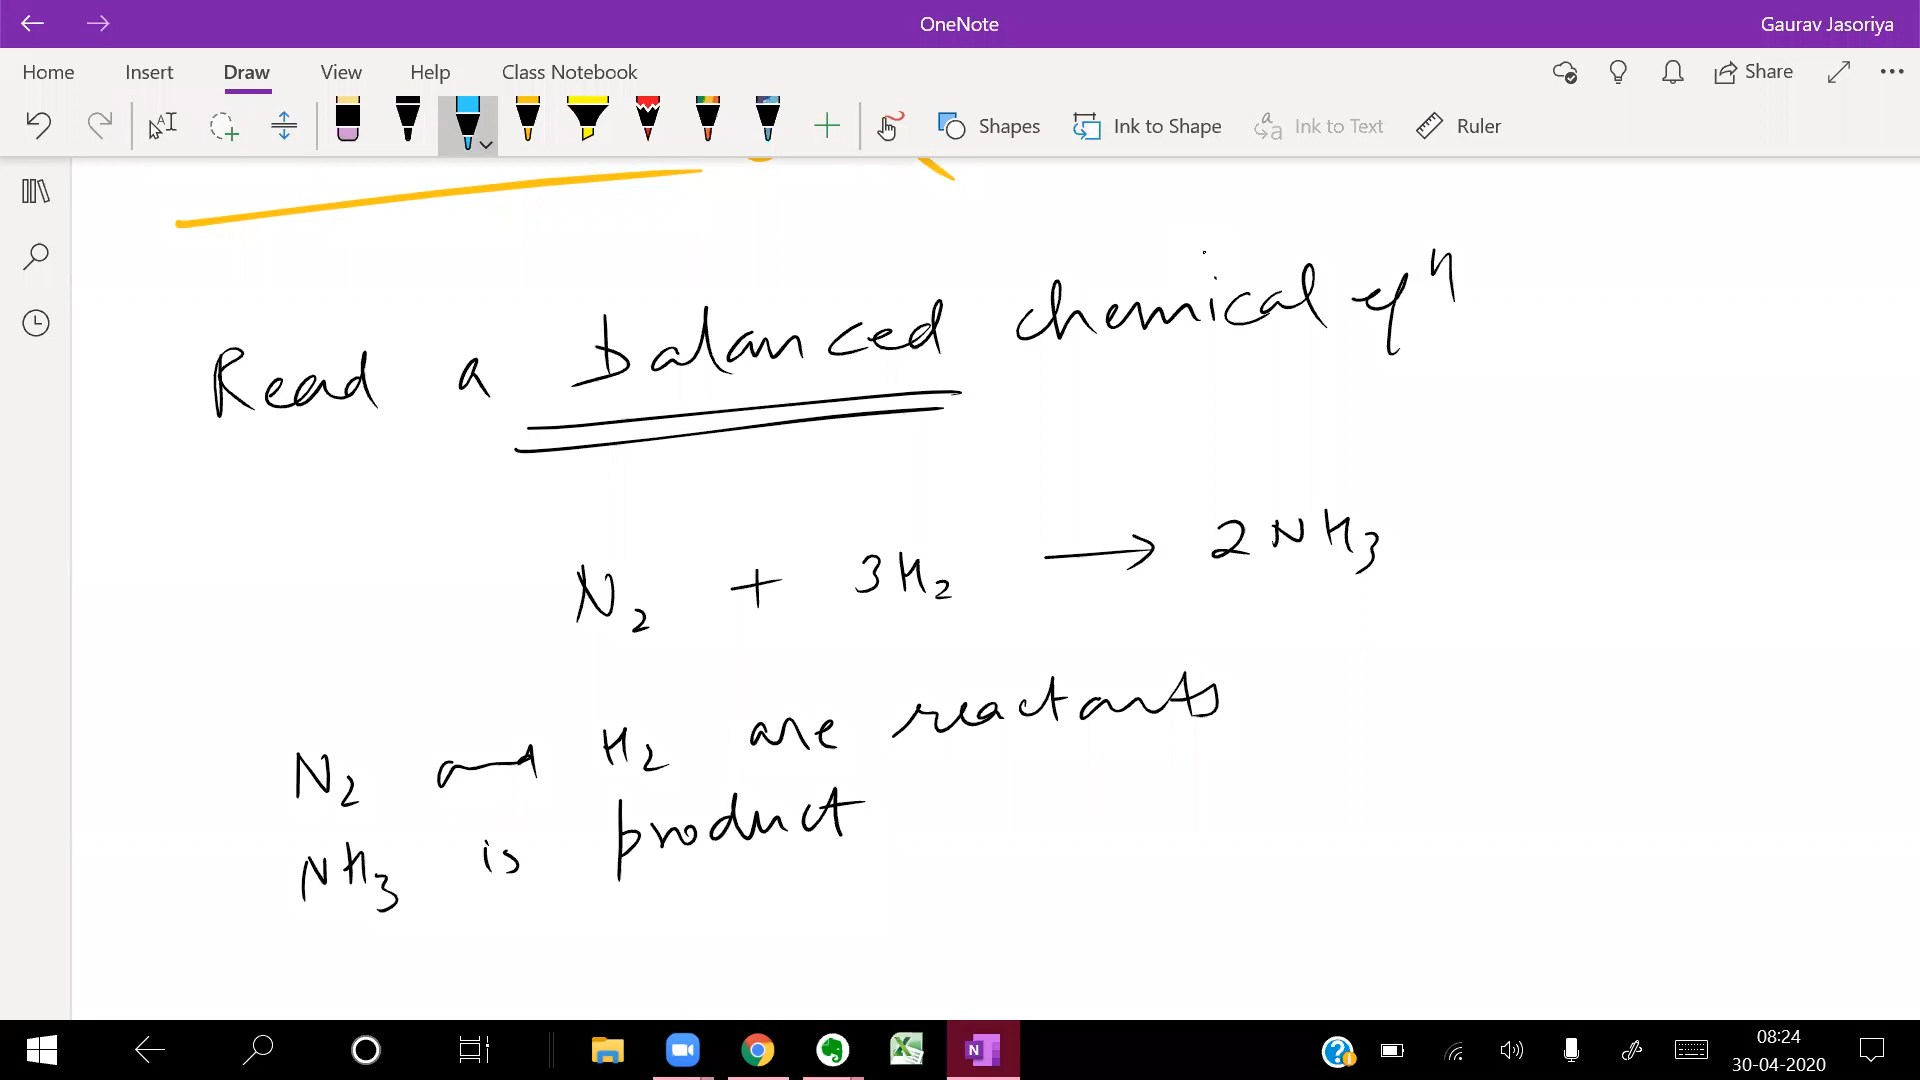 OneNote
Gaurav Jasoriya
Home Insert Draw View Help Class Notebook Share
Shapes Ink to Shape Ink to Text Ruler
Read a balanced chemical eqⁿ
N₂ + 3H₂ → 2NH₃
N₂ and H₂ are reactants
NH₃ is product
08:24
30-04-2020